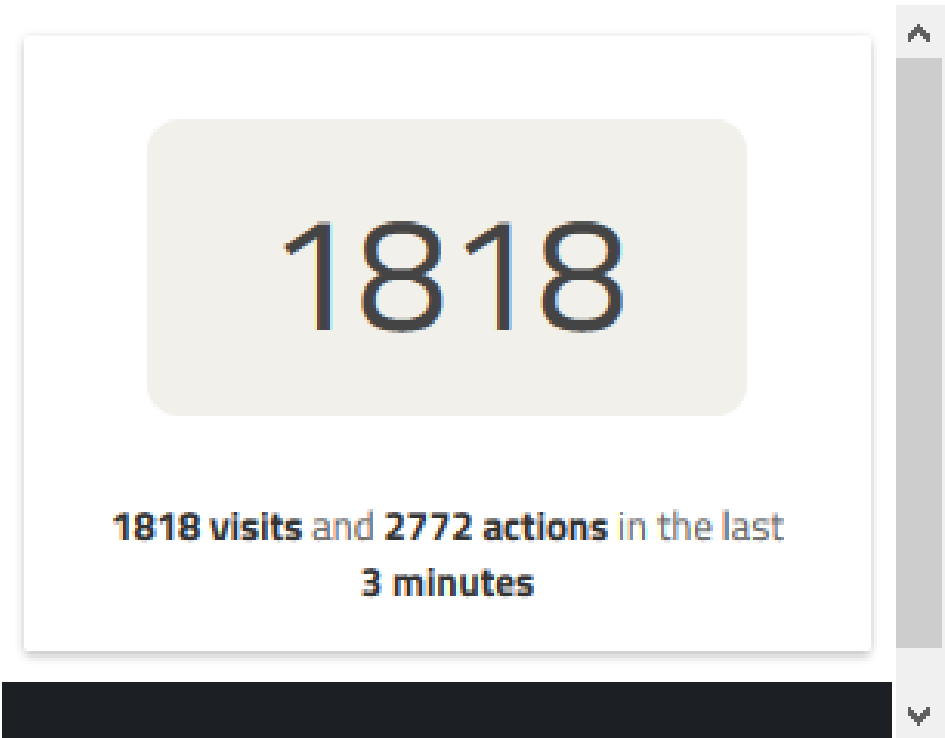 1818
1818 visits and 2772 actions in the last
3 minutes